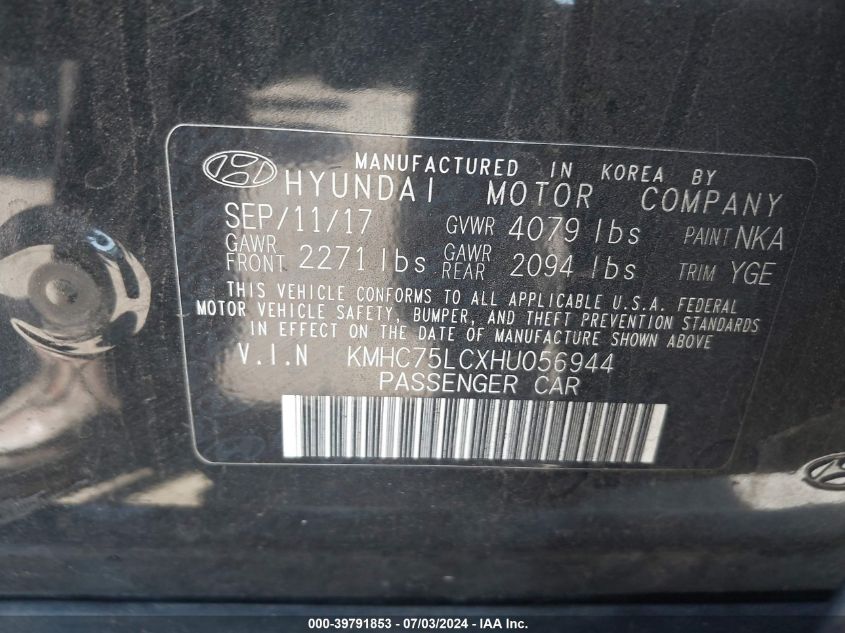 MANUFACTURED IN KOREA BY
HYUNDAI MOTOR COMPANY
SEP/11/17 GVWR 4079 lbs PAINT NKA
GAWR FRONT 2271 lbs GAWR REAR 2094 lbs TRIM YGE
THIS VEHICLE CONFORMS TO ALL APPLICABLE U.S.A. FEDERAL
MOTOR VEHICLE SAFETY, BUMPER, AND THEFT PREVENTION STANDARDS
IN EFFECT ON THE DATE OF MANUFACTURE SHOWN ABOVE
V.I.N KMHC75LCXHU056944
PASSENGER CAR
000-39791853 / 07/03/2024 - IAA Inc.